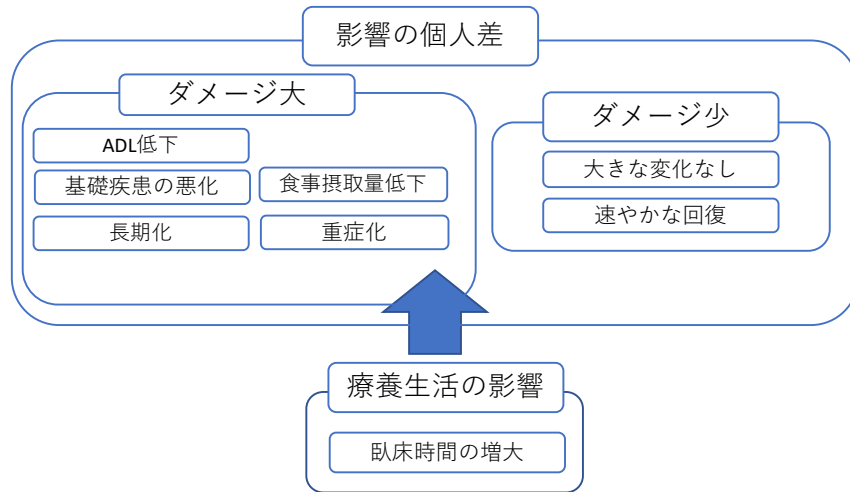 影響の個人差
ダメージ大
ADL低下
基礎疾患の悪化
食事摂取量低下
長期化
重症化
ダメージ少
大きな変化なし
速やかな回復
療養生活の影響
臥床時間の増大